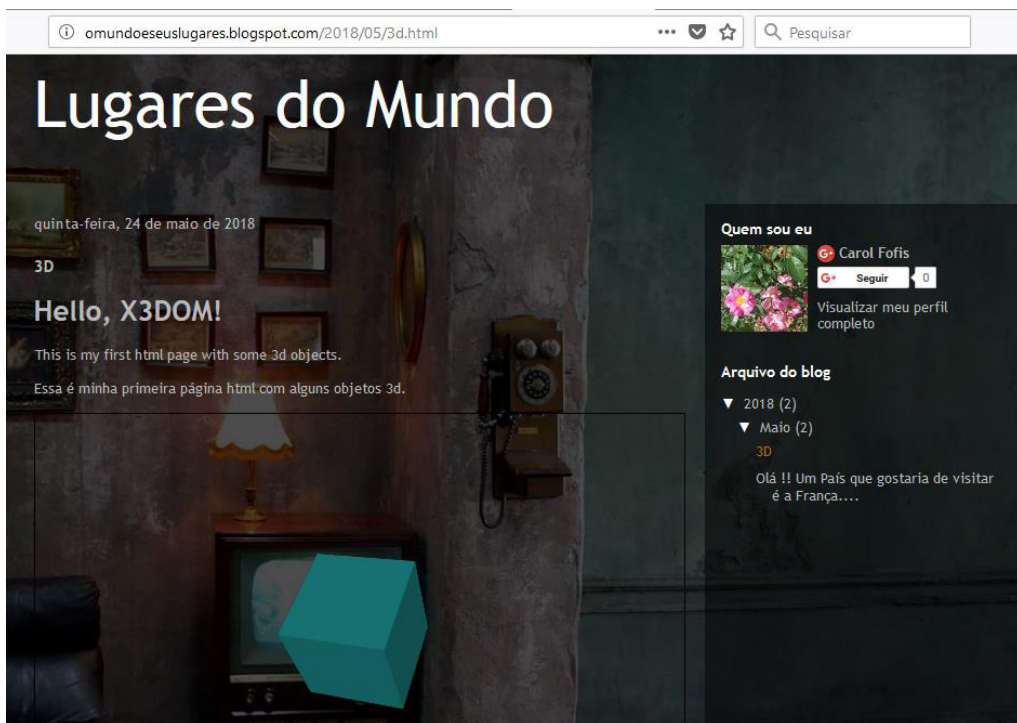 omundoeseuslugares.blogspot.com/2018/05/3d.html
Pesquisar
Lugares do Mundo
quinta-feira, 24 de maio de 2018
3D
Hello, X3DOM!
This is my first html page with some 3d objects.
Essa é minha primeira página html com alguns objetos 3d.
Quem sou eu
G+ Carol Fofis
G+ Seguir 0
Visualizar meu perfil
completo
Arquivo do blog
▼ 2018 (2)
▼ Maio (2)
3D
Olá !! Um País que gostaria de visitar
é a França....